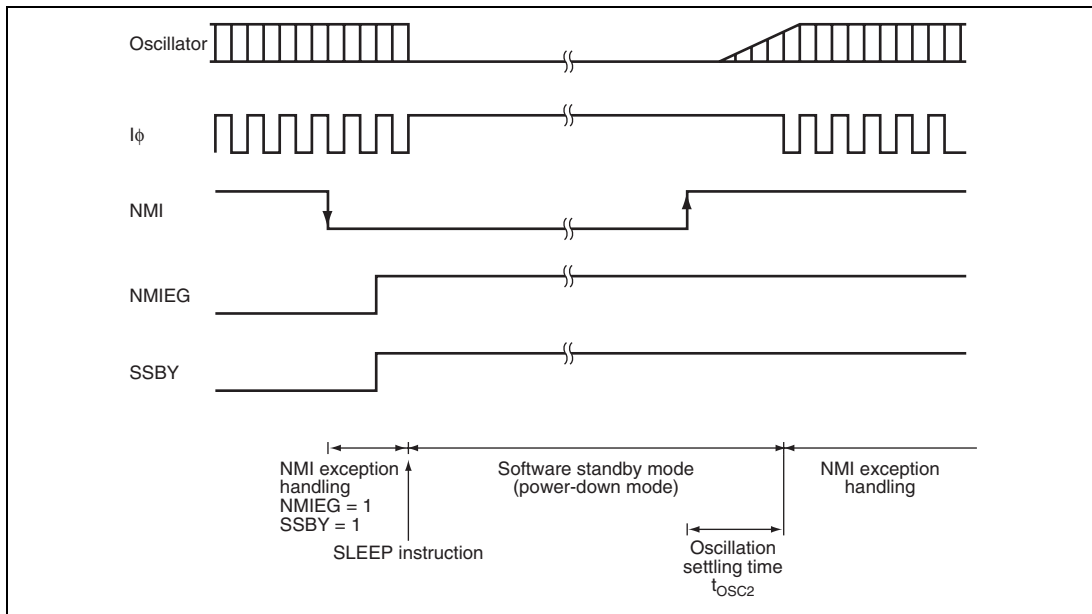 Oscillator
Iϕ
NMI
NMIEG
SSBY
NMI exception
handling
NMIEG = 1
SSBY = 1
SLEEP instruction
Software standby mode
(power-down mode)
Oscillation
settling time
tOSC2
NMI exception
handling